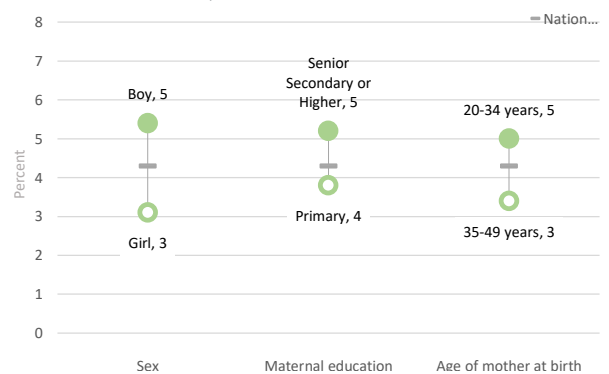 8
Nation...
7
Senior
Secondary or
Higher, 5
Boy, 5
6
20-34 years, 5
5
Percent
4
3
Primary, 4
35-49 years, 3
Girl, 3
2
1
0
Sex
Maternal education
Age of mother at birth